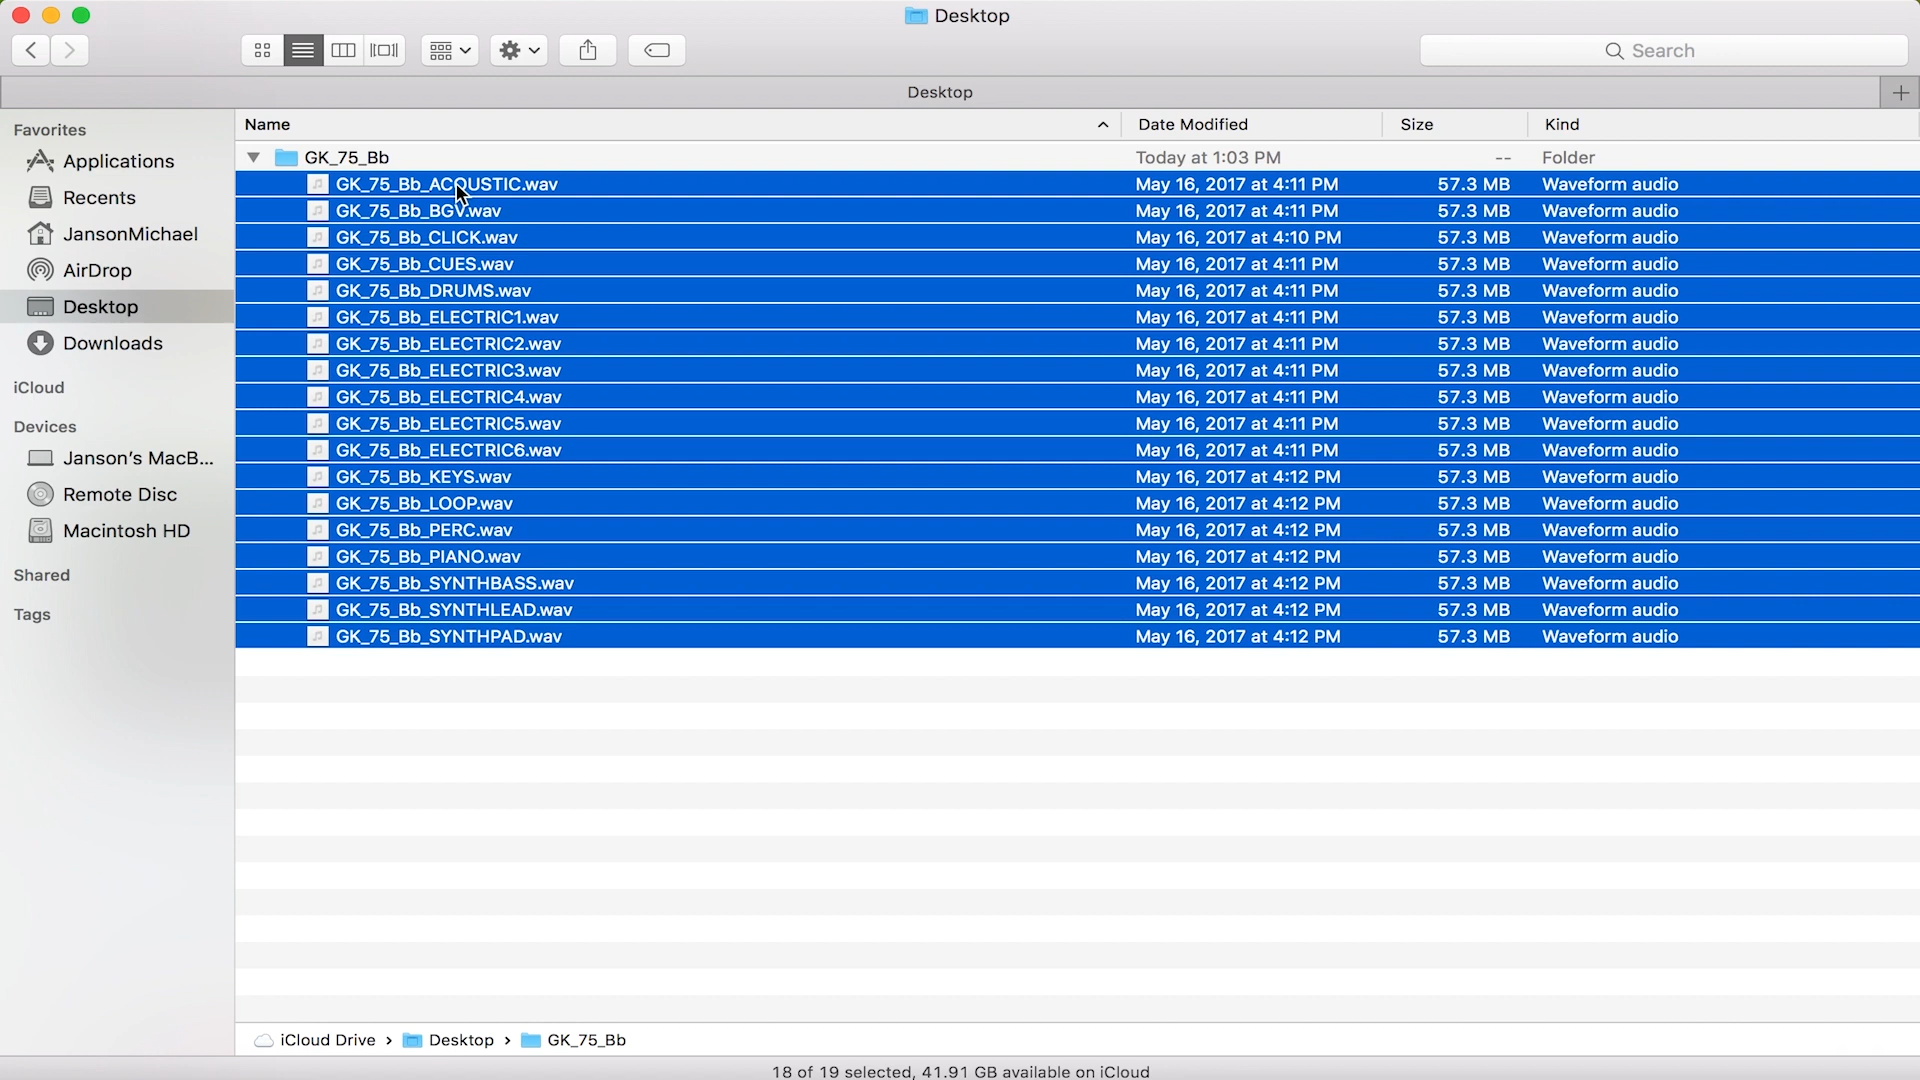 Desktop
Search
Desktop
Name Date Modified Size Kind
Favorites
Applications
Recents
JansonMichael
AirDrop
Desktop
Downloads
iCloud
Devices
Janson's MacB...
Remote Disc
Macintosh HD
Shared
Tags
GK_75_Bb Today at 1:03 PM -- Folder
GK_75_Bb_ACOUSTIC.wav May 16, 2017 at 4:11 PM 57.3 MB Waveform audio
GK_75_Bb_BGV.wav May 16, 2017 at 4:11 PM 57.3 MB Waveform audio
GK_75_Bb_CLICK.wav May 16, 2017 at 4:10 PM 57.3 MB Waveform audio
GK_75_Bb_CUES.wav May 16, 2017 at 4:11 PM 57.3 MB Waveform audio
GK_75_Bb_DRUMS.wav May 16, 2017 at 4:11 PM 57.3 MB Waveform audio
GK_75_Bb_ELECTRIC1.wav May 16, 2017 at 4:11 PM 57.3 MB Waveform audio
GK_75_Bb_ELECTRIC2.wav May 16, 2017 at 4:11 PM 57.3 MB Waveform audio
GK_75_Bb_ELECTRIC3.wav May 16, 2017 at 4:11 PM 57.3 MB Waveform audio
GK_75_Bb_ELECTRIC4.wav May 16, 2017 at 4:11 PM 57.3 MB Waveform audio
GK_75_Bb_ELECTRIC5.wav May 16, 2017 at 4:11 PM 57.3 MB Waveform audio
GK_75_Bb_ELECTRIC6.wav May 16, 2017 at 4:11 PM 57.3 MB Waveform audio
GK_75_Bb_KEYS.wav May 16, 2017 at 4:12 PM 57.3 MB Waveform audio
GK_75_Bb_LOOP.wav May 16, 2017 at 4:12 PM 57.3 MB Waveform audio
GK_75_Bb_PERC.wav May 16, 2017 at 4:12 PM 57.3 MB Waveform audio
GK_75_Bb_PIANO.wav May 16, 2017 at 4:12 PM 57.3 MB Waveform audio
GK_75_Bb_SYNTHBASS.wav May 16, 2017 at 4:12 PM 57.3 MB Waveform audio
GK_75_Bb_SYNTHLEAD.wav May 16, 2017 at 4:12 PM 57.3 MB Waveform audio
GK_75_Bb_SYNTHPAD.wav May 16, 2017 at 4:12 PM 57.3 MB Waveform audio
iCloud Drive › Desktop › GK_75_Bb
18 of 19 selected, 41.91 GB available on iCloud